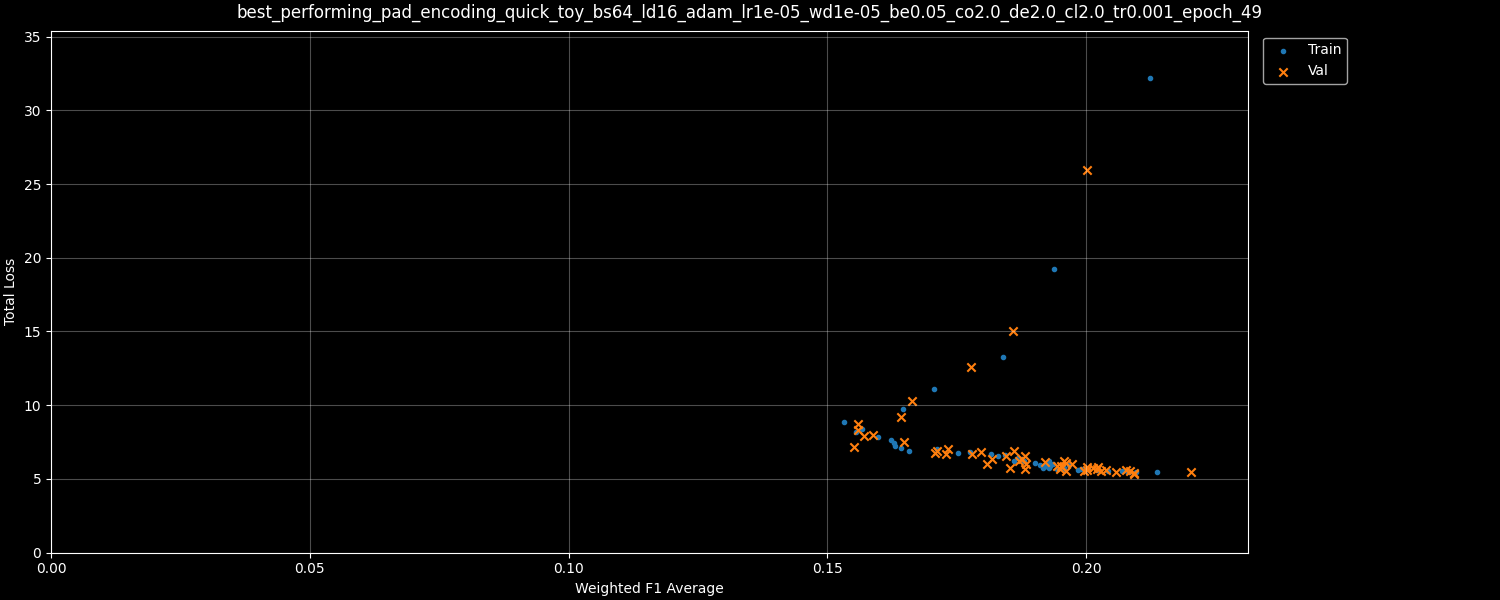 best_performing_pad_encoding_quick_toy_bs64_ld16_adam_lr1e-05_wd1e-05_be0.05_co2.0_de2.0_cl2.0_tr0.001_epoch_49
Train
Val
Total Loss
35
30
25
20
15
10
5
0
0.00
0.05
0.10
0.15
0.20
Weighted F1 Average